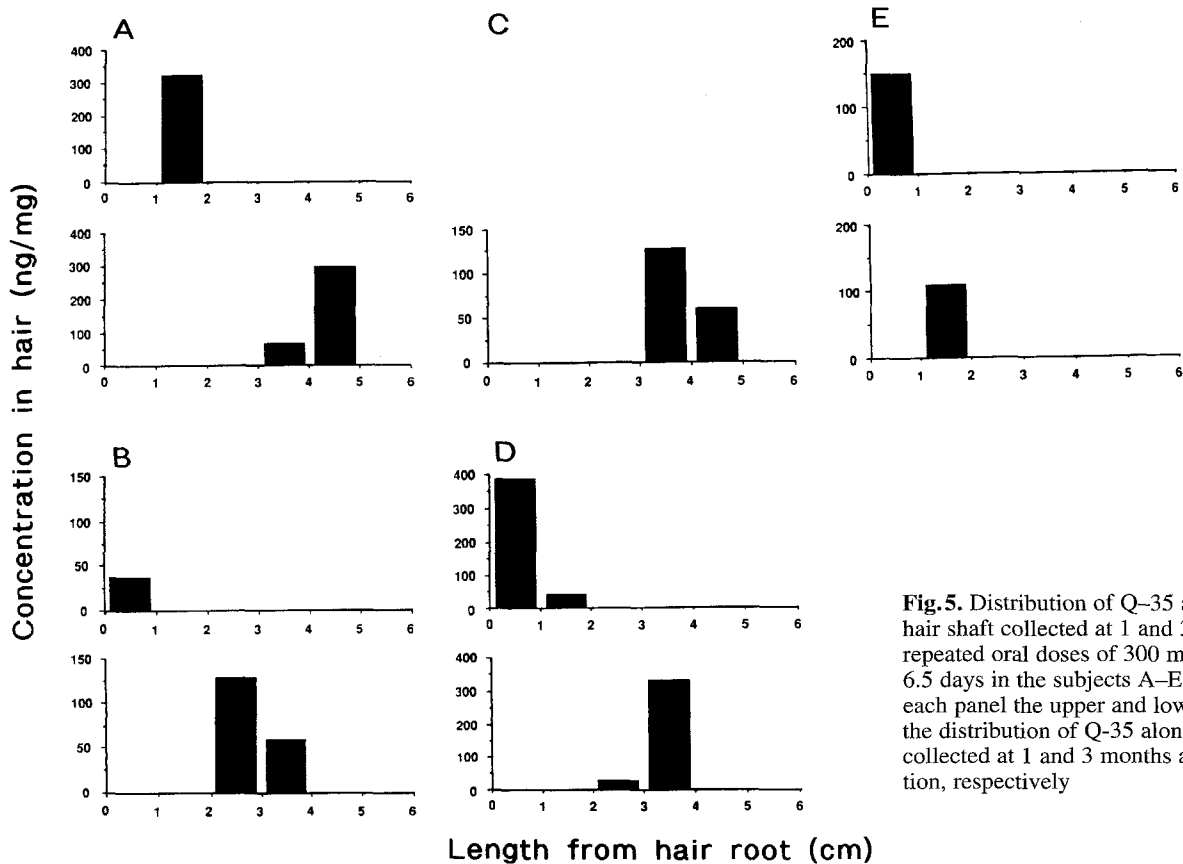 A
400
300
200
100
0
0 1 2 3 4 5 6
400
300
200
100
0
0 1 2 3 4 5 6
C
150
100
50
0
0 1 2 3 4 5 6
E
200
100
0
0 1 2 3 4 5 6
200
100
0
0 1 2 3 4 5 6
B
150
100
50
0
0 1 2 3 4 5 6
150
100
50
0
0 1 2 3 4 5 6
D
400
300
200
100
0
0 1 2 3 4 5 6
400
300
200
100
0
0 1 2 3 4 5 6
Concentration in hair (ng/mg)
Length from hair root (cm)
Fig. 5. Distribution of Q–35 a
hair shaft collected at 1 and 3
repeated oral doses of 300 m
6.5 days in the subjects A–E
each panel the upper and low
the distribution of Q-35 alon
collected at 1 and 3 months a
tion, respectively